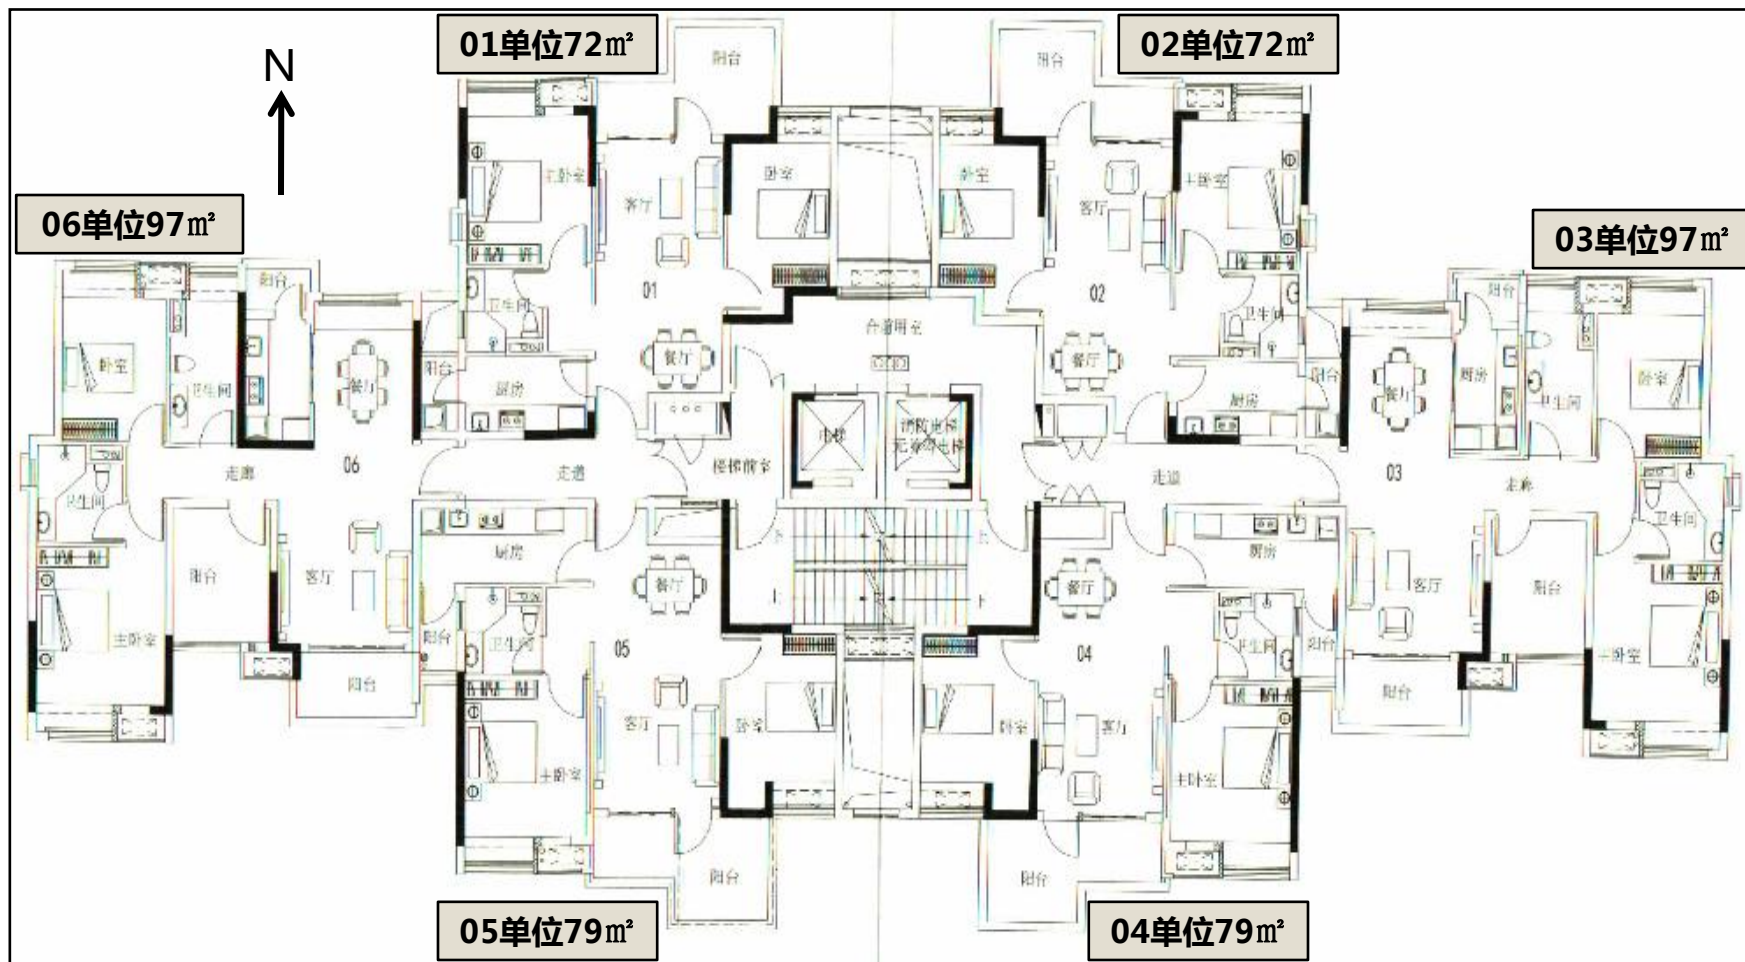 01单位72㎡
02单位72㎡
N
06单位97㎡
03单位97㎡
阳台
阳台
主卧室
客厅
卧室
卧室
客厅
主卧室
01
02
阳台
卫生间
卫生间
阳台
合道用室
卧室
卫生间
餐厅
阳台
厨房
餐厅
餐厅
厨房
阳台
餐厅
厨房
卫生间
卧室
电梯
消防电梯
06
走廊
走道
楼梯前室
走道
03
走廊
卫生间
厨房
厨房
卫生间
阳台
客厅
餐厅
上
下
餐厅
客厅
阳台
主卧室
阳台
卫生间
05
04
卫生间
阳台
主卧室
阳台
客厅
卧室
卧室
客厅
阳台
主卧室
主卧室
阳台
阳台
05单位79㎡
04单位79㎡